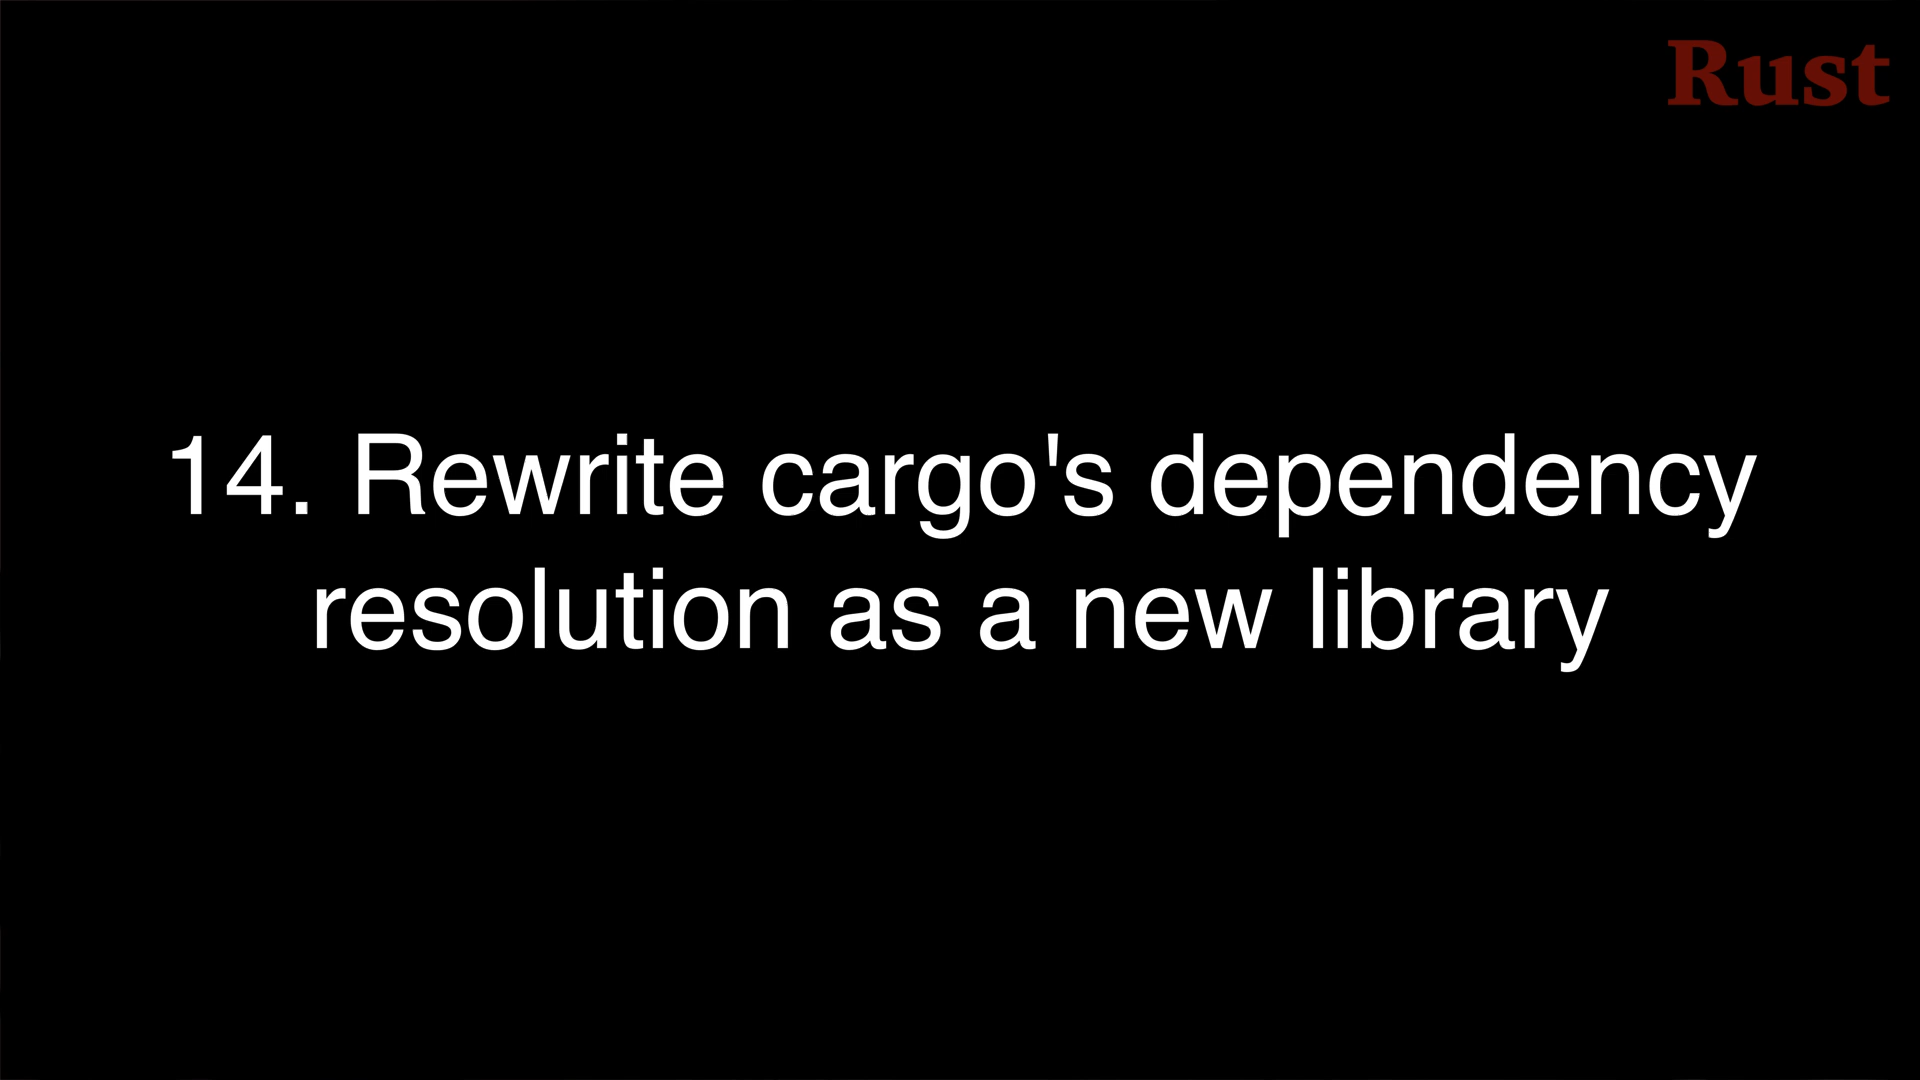 Rust
14. Rewrite cargo's dependency
resolution as a new library